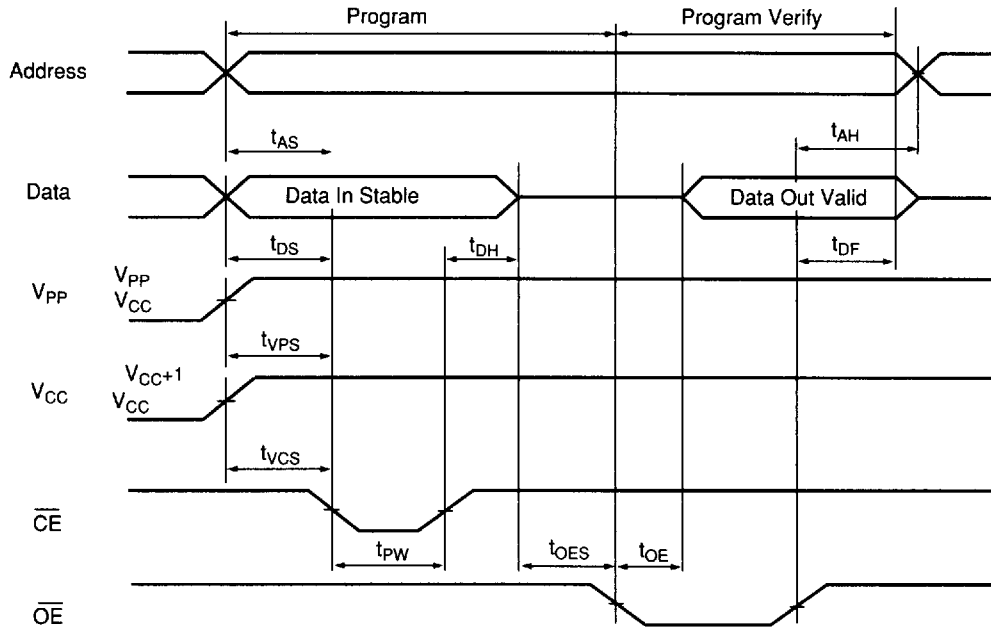 Program
Program Verify
Address
tAS
tAH
Data
Data In Stable
Data Out Valid
tDS
tDH
tDF
VPP
VPP
VCC
tVPS
VCC
VCC+1
VCC
tVCS
CE
tPW
tOES
tOE
OE